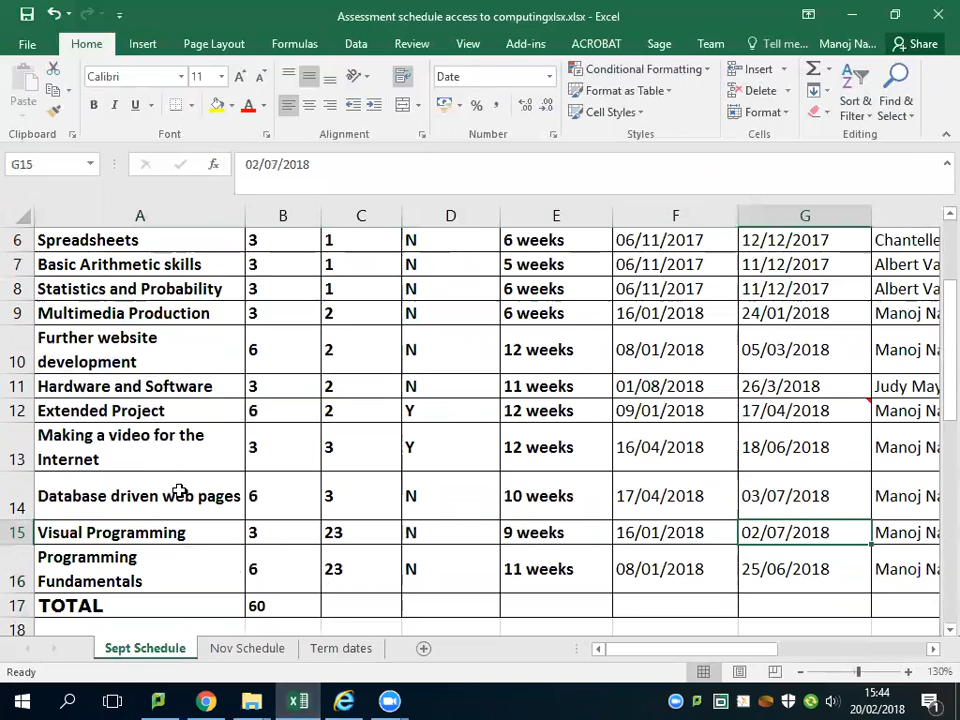 Assessment schedule access to computingxlsx.xlsx - Excel
File Home Insert Page Layout Formulas Data Review View Add-ins ACROBAT Sage Team Tell me... Manoj Na... Share
Paste
Calibri 11
Date
Conditional Formatting
Format as Table
Cell Styles
Insert
Delete
Format
Sort & Filter
Find & Select
Clipboard Font Alignment Number Styles Cells Editing
G15 fx 02/07/2018
A B C D E F G
6 Spreadsheets 3 1 N 6 weeks 06/11/2017 12/12/2017 Chantelle
7 Basic Arithmetic skills 3 1 N 5 weeks 06/11/2017 11/12/2017 Albert Va
8 Statistics and Probability 3 1 N 6 weeks 06/11/2017 11/12/2017 Albert Va
9 Multimedia Production 3 2 N 6 weeks 16/01/2018 24/01/2018 Manoj Na
Further website
10 development 6 2 N 12 weeks 08/01/2018 05/03/2018 Manoj Na
11 Hardware and Software 3 2 N 11 weeks 01/08/2018 26/3/2018 Judy May
12 Extended Project 6 2 Y 12 weeks 09/01/2018 17/04/2018 Manoj Na
Making a video for the
13 Internet 3 3 Y 12 weeks 16/04/2018 18/06/2018 Manoj Na
14 Database driven web pages 6 3 N 10 weeks 17/04/2018 03/07/2018 Manoj Na
15 Visual Programming 3 23 N 9 weeks 16/01/2018 02/07/2018 Manoj Na
Programming
16 Fundamentals 6 23 N 11 weeks 08/01/2018 25/06/2018 Manoj Na
17 TOTAL 60
18
Sept Schedule Nov Schedule Term dates
Ready 130%
15:44
20/02/2018